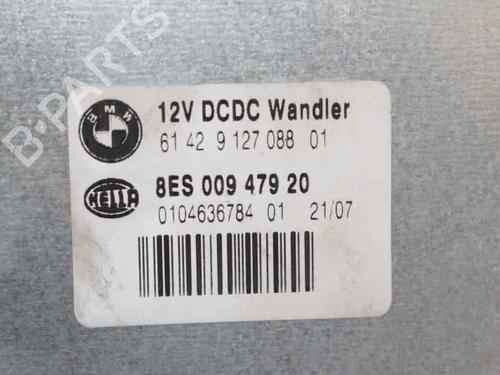 B-PARTS
BMW
12V DCDC Wandler
61 42 9 127 088 01
HELLA
8ES 009 479 20
0104636784 01 21/07